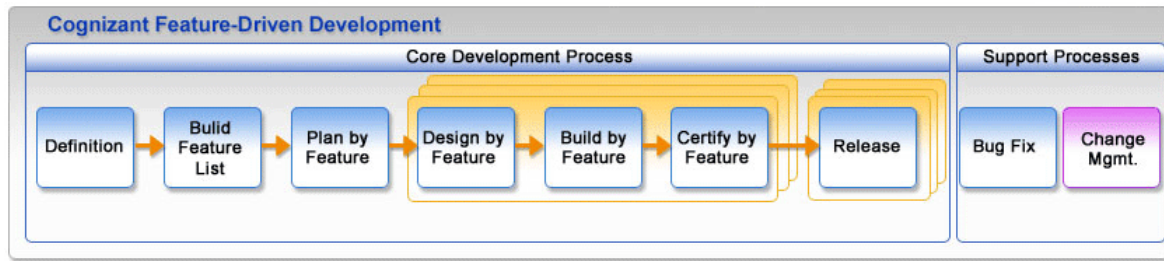 Cognizant Feature-Driven Development
Core Development Process
Support Processes
Definition
Bulid
Feature
List
Plan by
Feature
Design by
Feature
Build by
Feature
Certify by
Feature
Release
Bug Fix
Change
Mgmt.